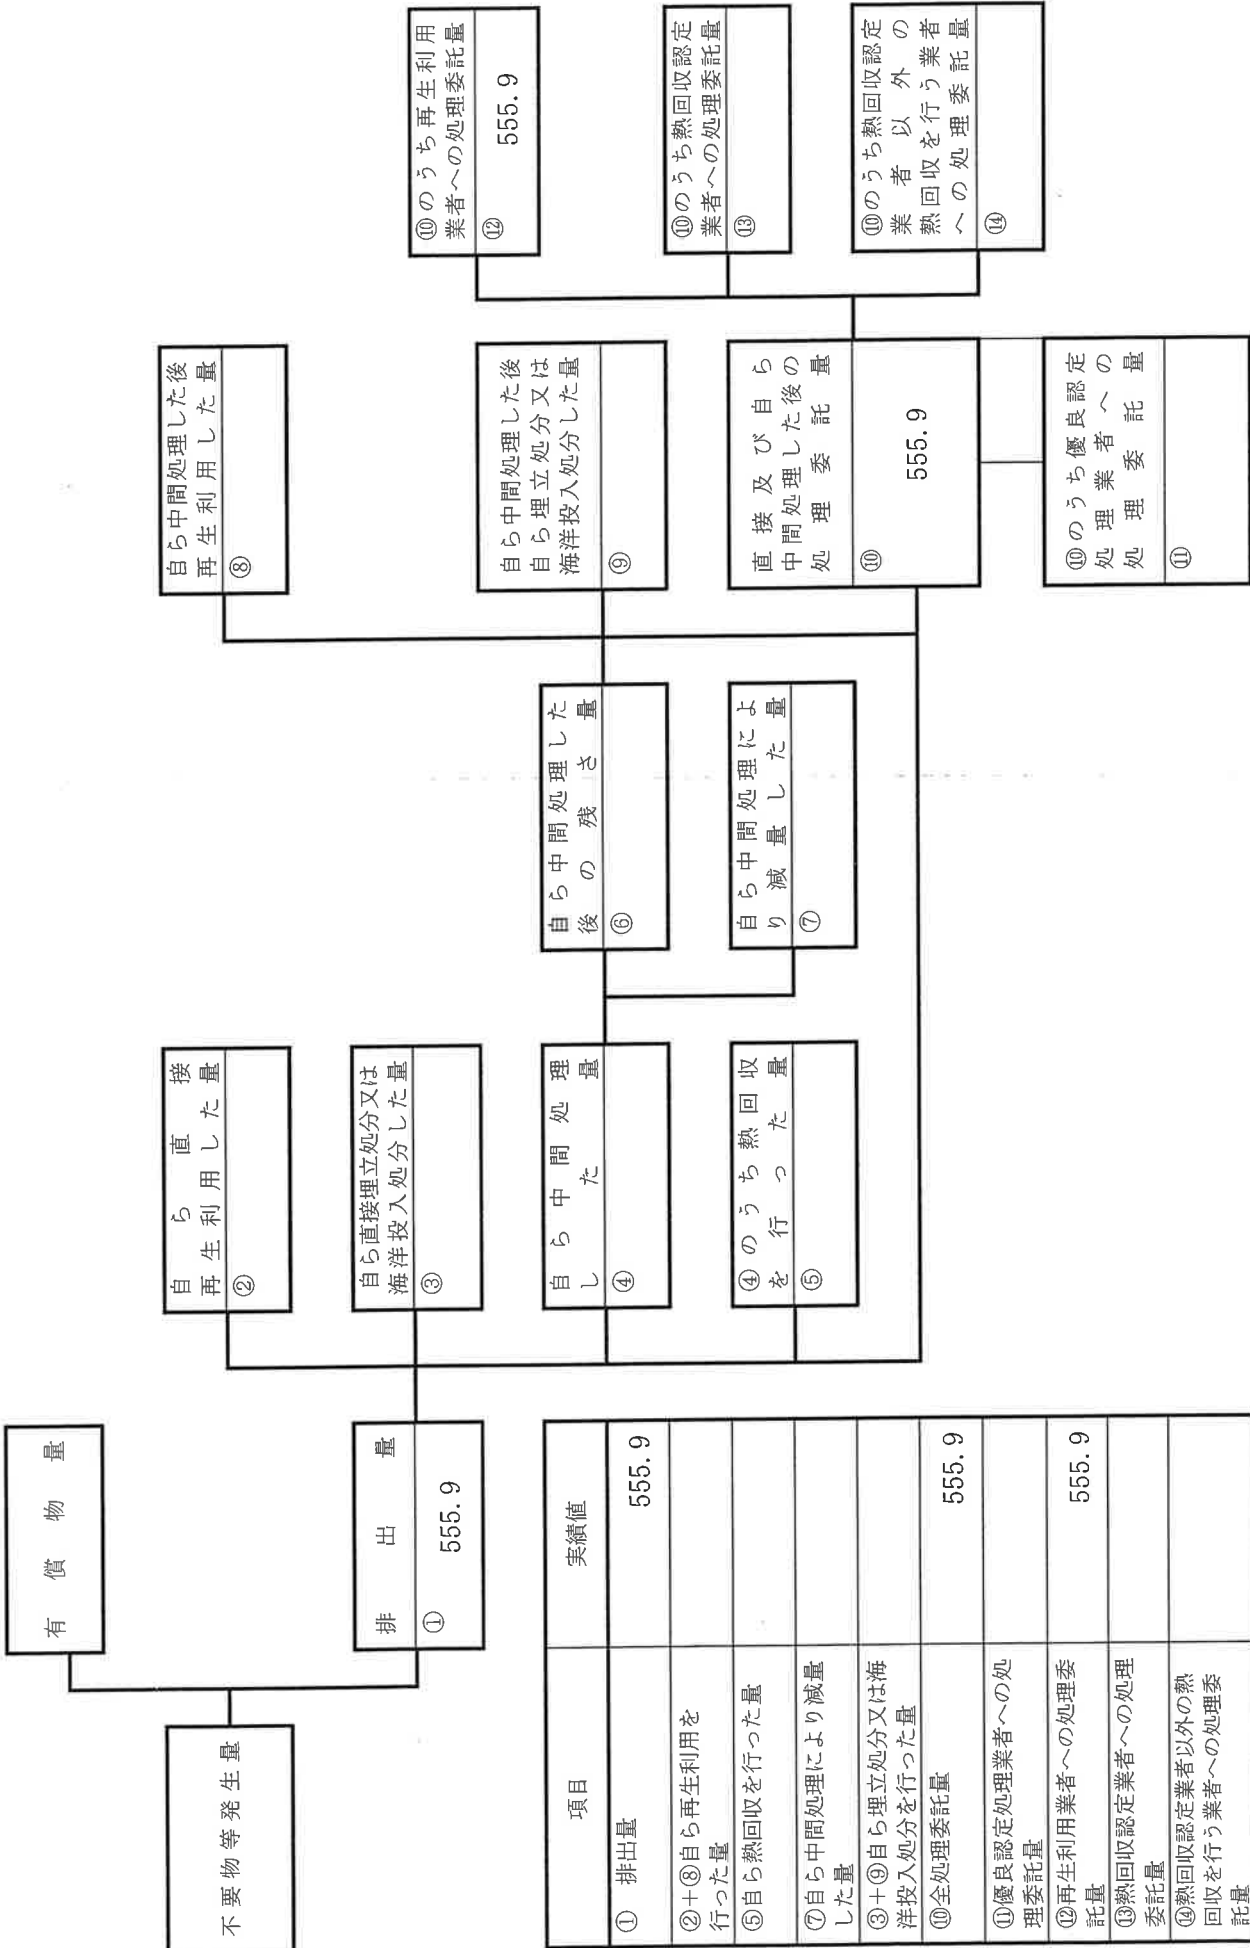 有償物量
不要物等発生量
排出量
①
555.9
自ら直接
再生利用した量
②
自ら直接埋立処分又は
海洋投入処分した量
③
自ら中間処理
した量
④
④のうち熱回収
を行った量
⑤
自ら中間処理した
後の残さ量
⑥
自ら中間処理によ
り減量した量
⑦
自ら中間処理した後
再生利用した量
⑧
自ら中間処理した後
自ら埋立処分又は
海洋投入処分した量
⑨
直接及び自ら
中間処理した後の
処理委託量
⑩
555.9
⑩のうち優良認定
処理業者への
処理委託量
⑪
⑩のうち再生利用
業者への処理委託量
⑫
555.9
⑩のうち熱回収認定
業者への処理委託量
⑬
⑩のうち熱回収認定
業者以外の
熱回収を行う業者
への処理委託量
⑭
項目 実績値
① 排出量 555.9
②+⑧自ら再生利用を
行った量
⑤自ら熱回収を行った量
⑦自ら中間処理により減量
した量
③+⑨自ら埋立処分又は海
洋投入処分を行った量
⑩全処理委託量 555.9
⑪優良認定処理業者への処
理委託量
⑫再生利用業者への処理委
託量 555.9
⑬熱回収認定業者への処理
委託量
⑭熱回収認定業者以外の熱
回収を行う業者への処理委
託量